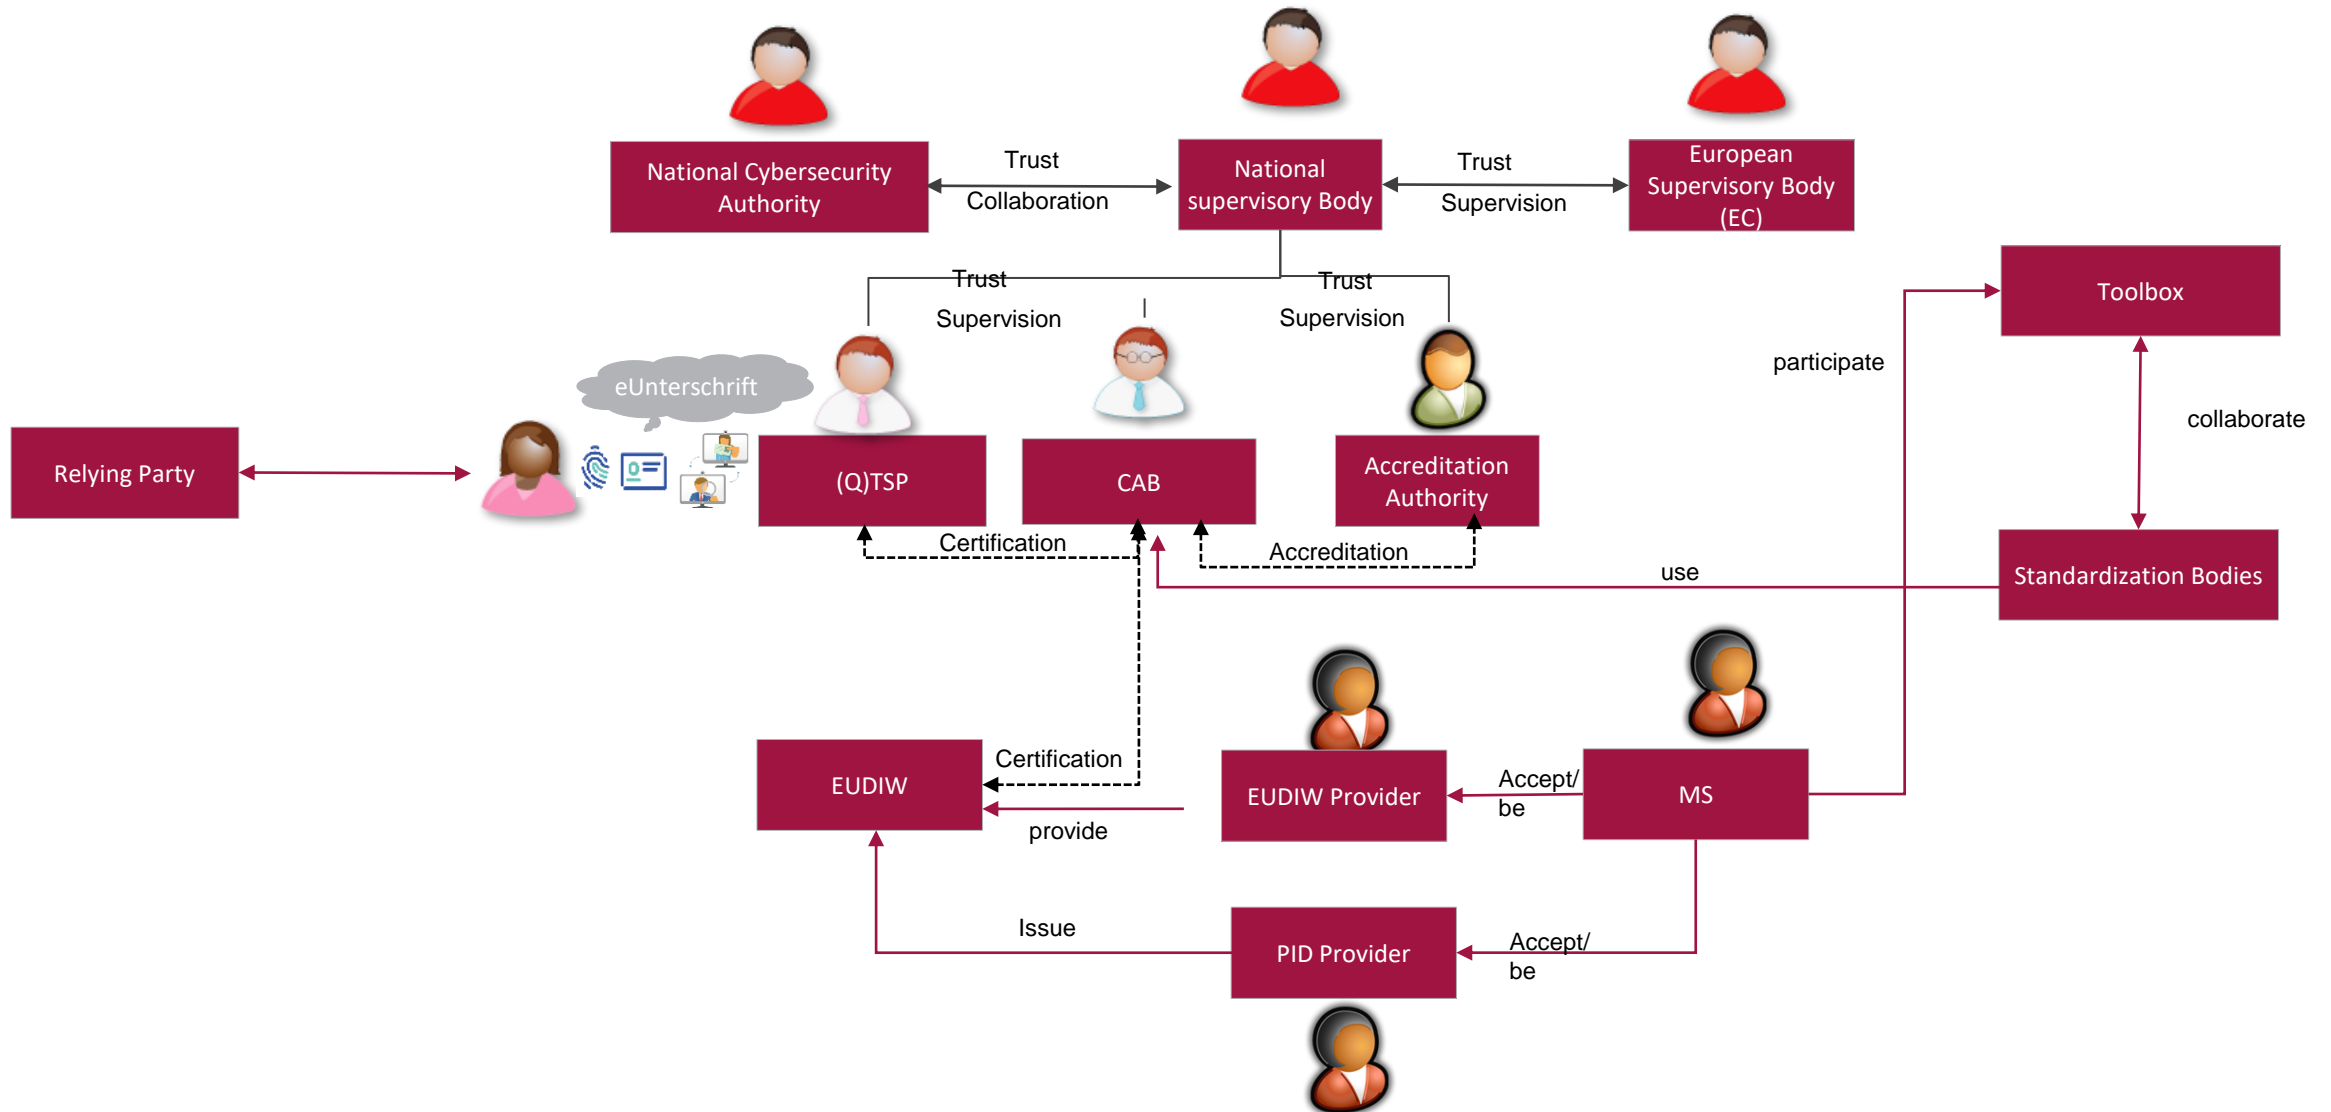 National Cybersecurity
Authority
Trust
Collaboration
National
supervisory Body
Trust
Supervision
European
Supervisory Body
(EC)
Trust
Supervision
Trust
Supervision
Toolbox
participate
collaborate
eUnterschrift
Relying Party
(Q)TSP
CAB
Accreditation
Authority
Certification
Accreditation
use
Standardization Bodies
EUDIW
Certification
provide
EUDIW Provider
Accept/
be
MS
Issue
PID Provider
Accept/
be